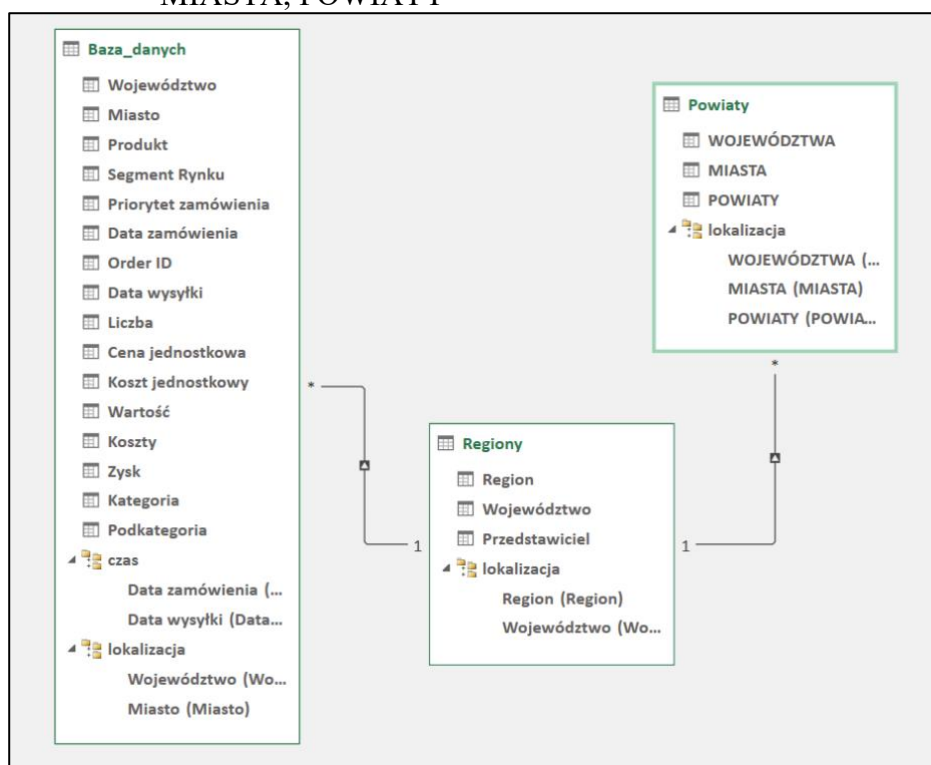 MIASTA, POWIATY
Baza_danych
Województwo
Miasto
Produkt
Segment Rynku
Priorytet zamówienia
Data zamówienia
Order ID
Data wysyłki
Liczba
Cena jednostkowa
Koszt jednostkowy
Wartość
Koszty
Zysk
Kategoria
Podkategoria
czas
Data zamówienia (...
Data wysyłki (Data...
lokalizacja
Województwo (Wo...
Miasto (Miasto)
*
1
Regiony
Region
Województwo
Przedstawiciel
lokalizacja
Region (Region)
Województwo (Wo...
1
*
Powiaty
WOJEWÓDZTWA
MIASTA
POWIATY
lokalizacja
WOJEWÓDZTWA (...
MIASTA (MIASTA)
POWIATY (POWIA...